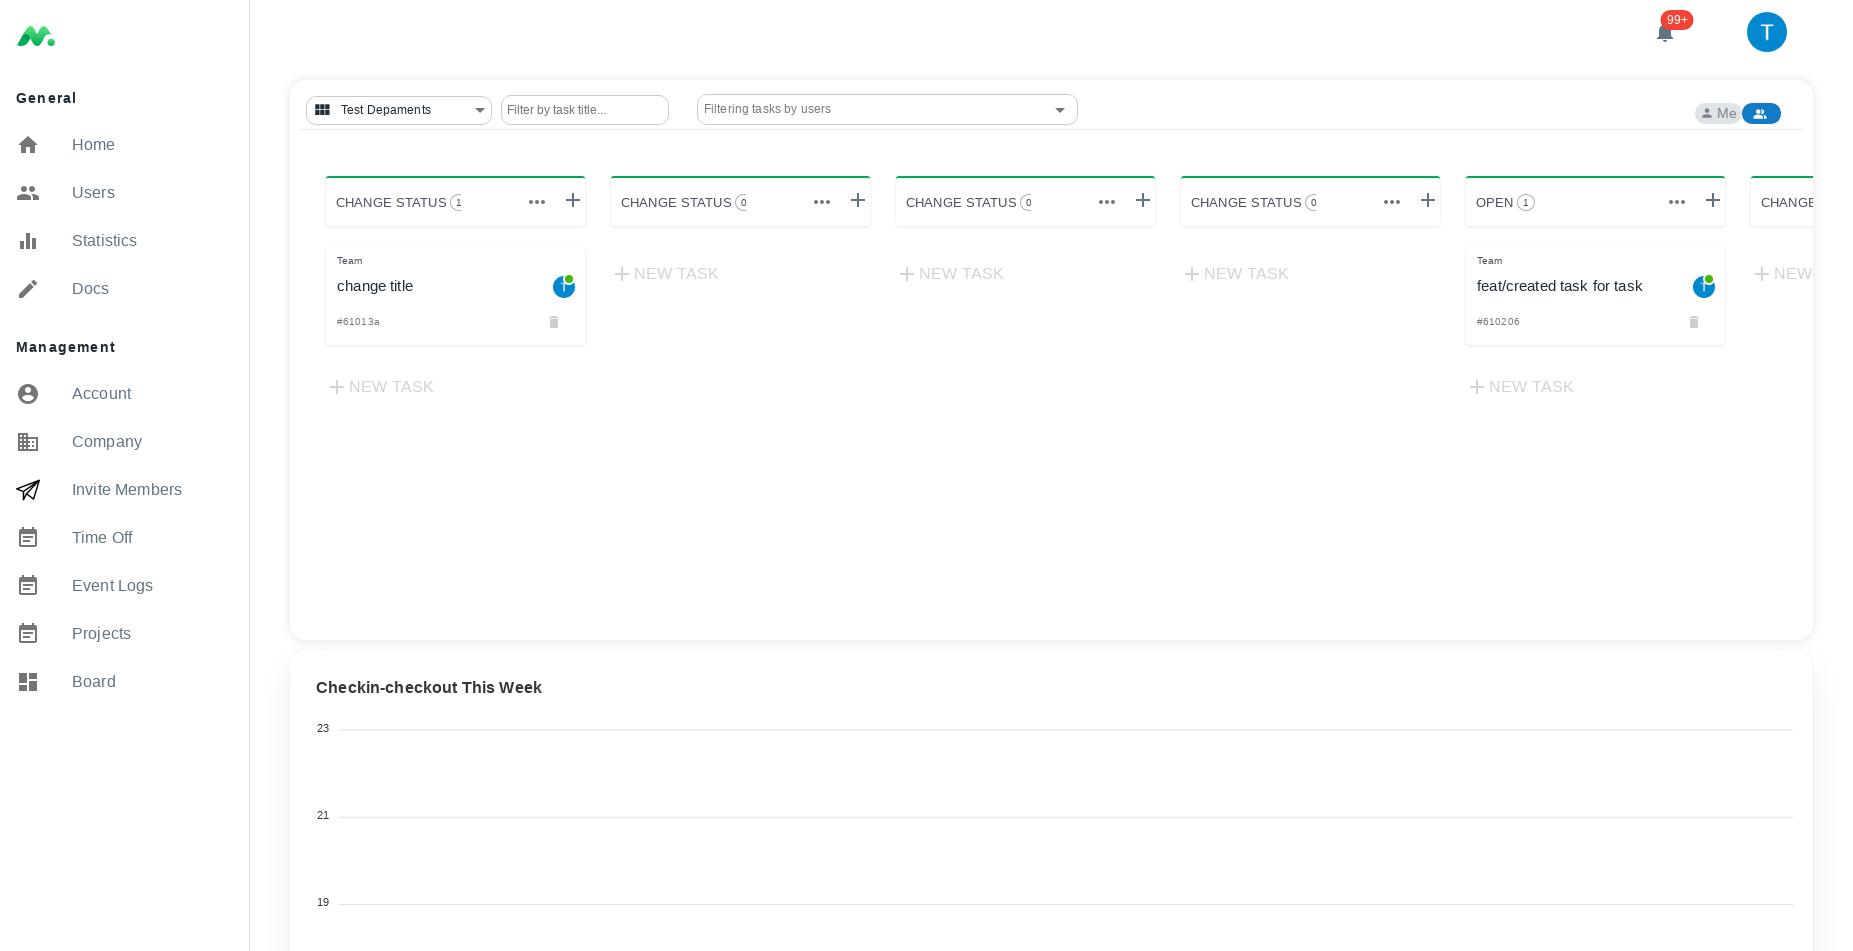 99+
T
General
Home
Users
Statistics
Docs
Management
Account
Company
Invite Members
Time Off
Event Logs
Projects
Board
Test Depaments
Filter by task title...
Filtering tasks by users
Me
CHANGE STATUS 1
CHANGE STATUS 0
CHANGE STATUS 0
CHANGE STATUS 0
OPEN 1
CHANGE
Team
change title
T
#61013a
NEW TASK
NEW TASK
NEW TASK
NEW TASK
Team
feat/created task for task
T
#610206
NEW TASK
NEW
Checkin-checkout This Week
23
21
19